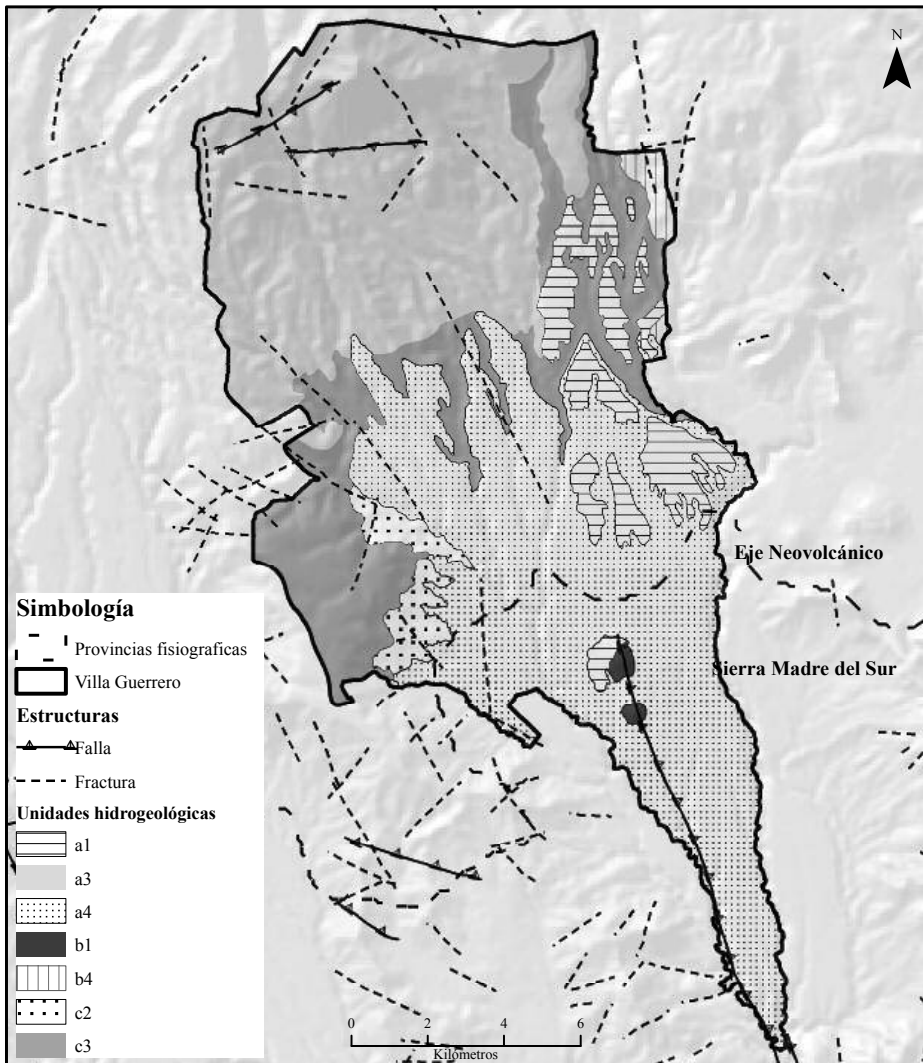 N
Eje Neovolcánico
Sierra Madre del Sur
Simbología
Provincias fisiograficas
Villa Guerrero
Estructuras
Falla
Fractura
Unidades hidrogeológicas
a1
a3
a4
b1
b4
c2
c3
0 2 4 6
Kilómetros